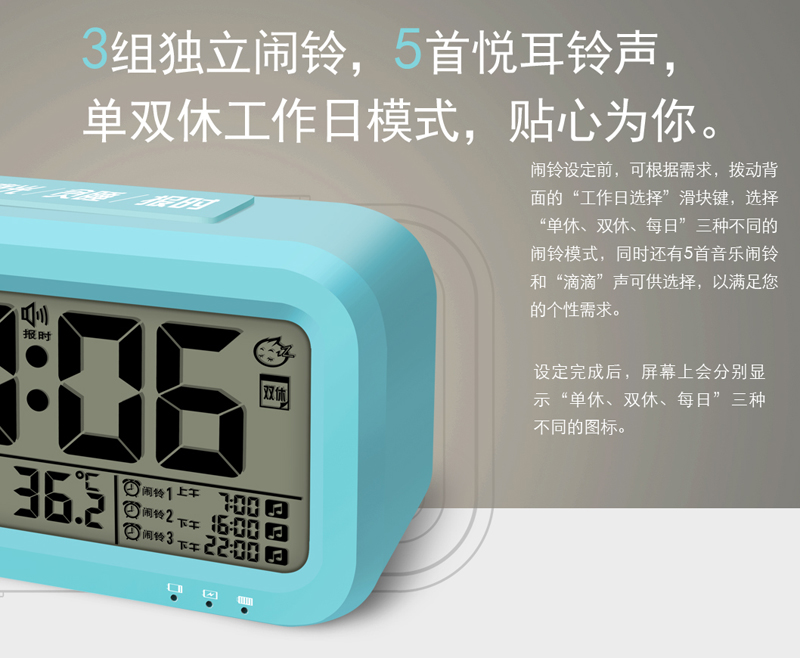 3组独立闹铃，5首悦耳铃声，
单双休工作日模式，贴心为你。
闹铃设定前，可根据需求，拨动背
面的“工作日选择”滑块键，选择
“单休、双休、每日”三种不同的
闹铃模式，同时还有5首音乐闹铃
和“滴滴”声可供选择，以满足您
的个性需求。
设定完成后，屏幕上会分别显
示“单休、双休、每日”三种
不同的图标。
贪睡 / 报时
报时
:06
双休
36.2℃
闹铃1 上午 7:00
闹铃2 下午 16:00
闹铃3 下午 22:00